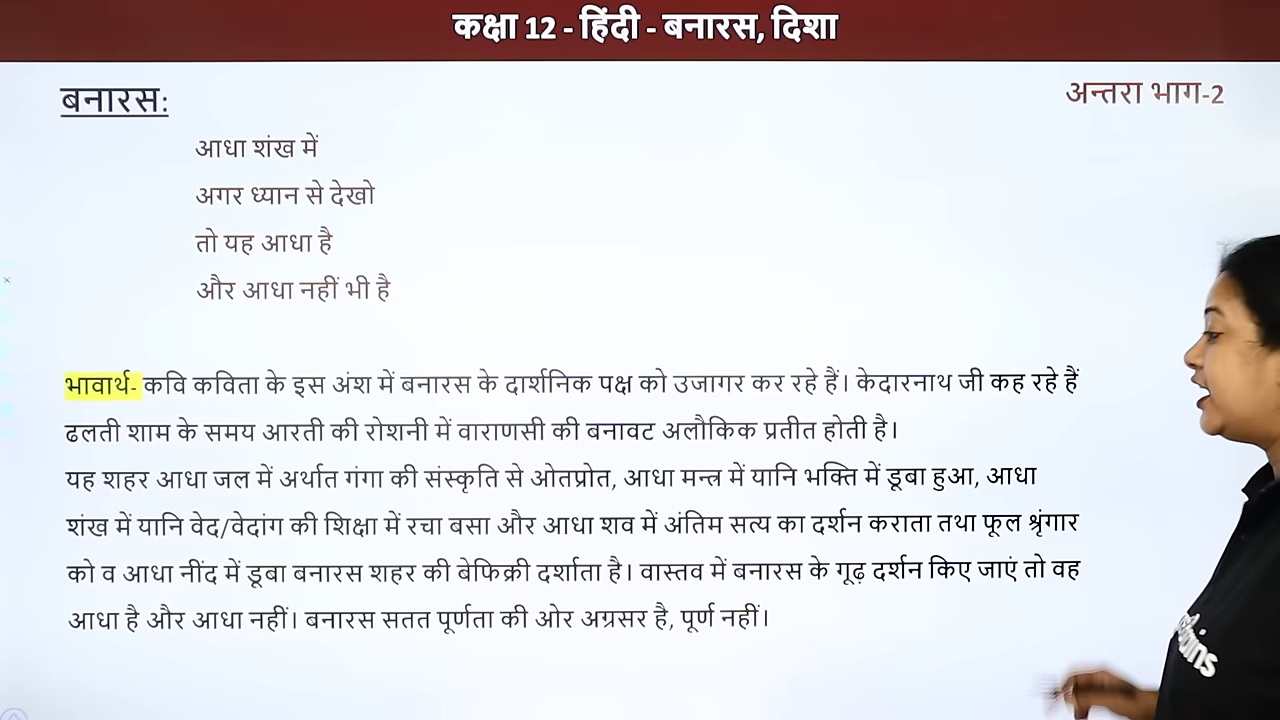 कक्षा 12 - हिंदी - बनारस, दिशा
बनारस:
अन्तरा भाग-2
आधा शंख में
अगर ध्यान से देखो
तो यह आधा है
और आधा नहीं भी है
भावार्थ- कवि कविता के इस अंश में बनारस के दार्शनिक पक्ष को उजागर कर रहे हैं। केदारनाथ जी कह रहे हैं
ढलती शाम के समय आरती की रोशनी में वाराणसी की बनावट अलौकिक प्रतीत होती है।
यह शहर आधा जल में अर्थात गंगा की संस्कृति से ओतप्रोत, आधा मन्त्र में यानि भक्ति में डूबा हुआ, आधा
शंख में यानि वेद/वेदांग की शिक्षा में रचा बसा और आधा शव में अंतिम सत्य का दर्शन कराता तथा फूल श्रृंगार
को व आधा नींद में डूबा बनारस शहर की बेफिक्री दर्शाता है। वास्तव में बनारस के गूढ़ दर्शन किए जाएं तो वह
आधा है और आधा नहीं। बनारस सतत पूर्णता की ओर अग्रसर है, पूर्ण नहीं।